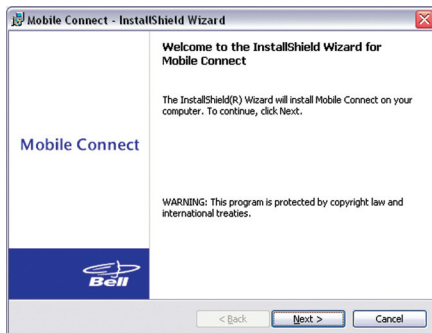 Mobile Connect - InstallShield Wizard
Welcome to the InstallShield Wizard for
Mobile Connect
The InstallShield(R) Wizard will install Mobile Connect on your
computer. To continue, click Next.
Mobile Connect
WARNING: This program is protected by copyright law and
international treaties.
Bell
< Back
Next >
Cancel